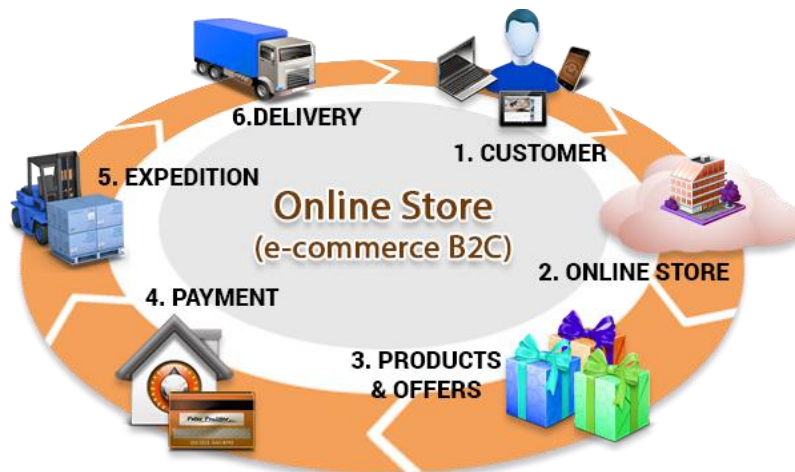 6.DELIVERY
1. CUSTOMER
5. EXPEDITION
Online Store
(e-commerce B2C)
2. ONLINE STORE
4. PAYMENT
3. PRODUCTS
& OFFERS